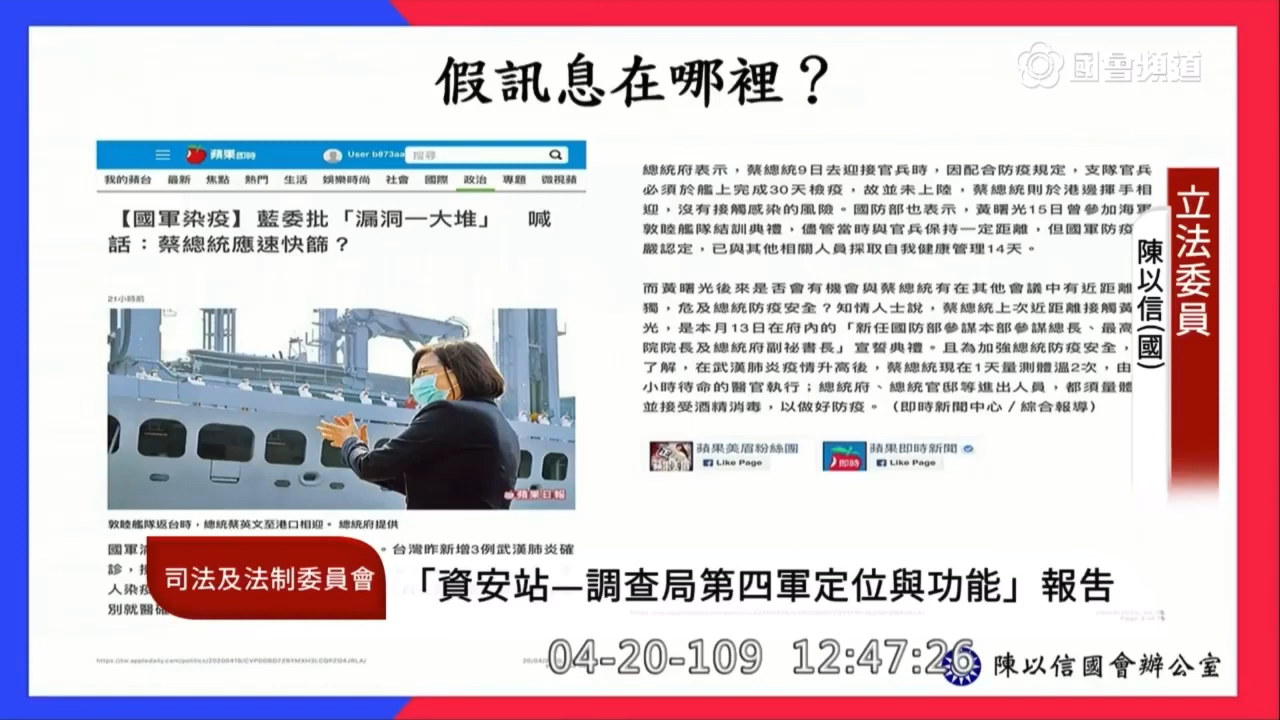 假訊息在哪裡？
國會頻道
蘋果即時
User b873aa
搜尋
我的蘋台 最新 焦點 熱門 生活 娛樂時尚 社會 國際 政治 專題 微視蘋
【國軍染疫】藍委批「漏洞一大堆」 喊
話：蔡總統應速快篩？
21小時前
蘋果日報
敦睦艦隊返台時，總統蔡英文至港口相迎。總統府提供
國軍
。台灣昨新增3例武漢肺炎確
診，
人染疫
別就醫確
總統府表示，蔡總統9日去迎接官兵時，因配合防疫規定，支隊官兵
必須於艦上完成30天檢疫，故並未上陸，蔡總統則於港邊揮手相
迎，沒有接觸感染的風險。國防部也表示，黃曙光15日曾參加海軍
敦睦艦隊結訓典禮，儘管當時與官兵保持一定距離，但國軍防疫
嚴認定，已與其他相關人員採取自我健康管理14天。
而黃曙光後來是否會有機會與蔡總統有在其他會議中有近距離
獨，危及總統防疫安全？知情人士說，蔡總統上次近距離接觸黃
光，是本月13日在府內的「新任國防部參謀本部參謀總長、最高
院院長及總統府副祕書長」宣誓典禮。且為加強總統防疫安全，
了解，在武漢肺炎疫情升高後，蔡總統現在1天量測體溫2次，由
小時待命的醫官執行；總統府、總統官邸等進出人員，都須量體
並接受酒精消毒，以做好防疫。（即時新聞中心／綜合報導）
蘋果美眉粉絲團
Like Page
蘋果即時新聞
Like Page
立法委員
陳以信(國)
司法及法制委員會
「資安站—調查局第四軍定位與功能」報告
04-20-109 12:47:26
陳以信國會辦公室